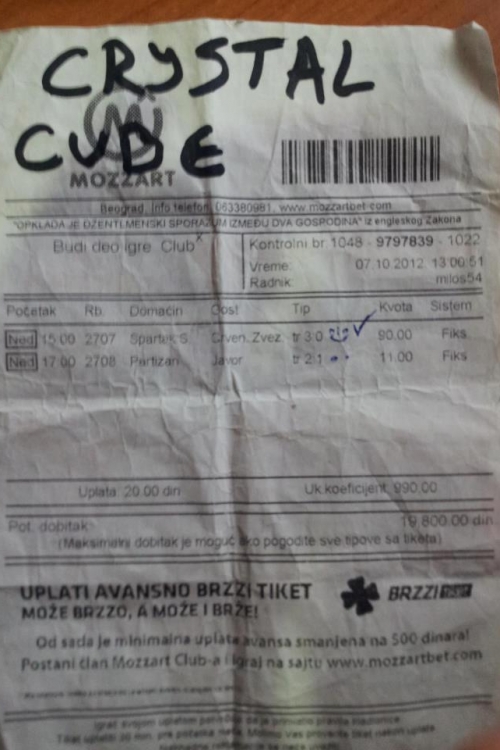 CRYSTAL
CUBE
MOZZART
Beograd, Info telefon: 063380981, www.mozzartbet.com
"OPKLADA JE DŽENTLMENSKI SPORAZUM IZMEĐU DVA GOSPODINA" iz engleskog Zakona
Budi deo igre Club X
Kontrolni br 1048 - 9797839 - 1022
Vreme: 07.10.2012. 13:00:51
Radnik: milos54
Početak Rb. Domaćin Gost Tip Kvota Sistem
Ned 15:00 2707 Spartak S. Crven. Zvez. tr 3:0 90.00 Fiks
Ned 17:00 2708 Partizan Javor tr 2:1 11.00 Fiks
Uplata: 20.00 din Uk.koeficijent: 990.00
Pot. dobitak: 19,800.00 din
(Maksimalni dobitak je moguć ako pogodite sve tipove sa tiketa)
UPLATI AVANSNO BRZZI TIKET
MOŽE BRZZO, A MOŽE I BRŽE!
BRZZI
Od sada je minimalna uplata avansa smanjena na 500 dinara!
Postani član Mozzart Club-a i igraj na sajtu www.mozzartbet.com